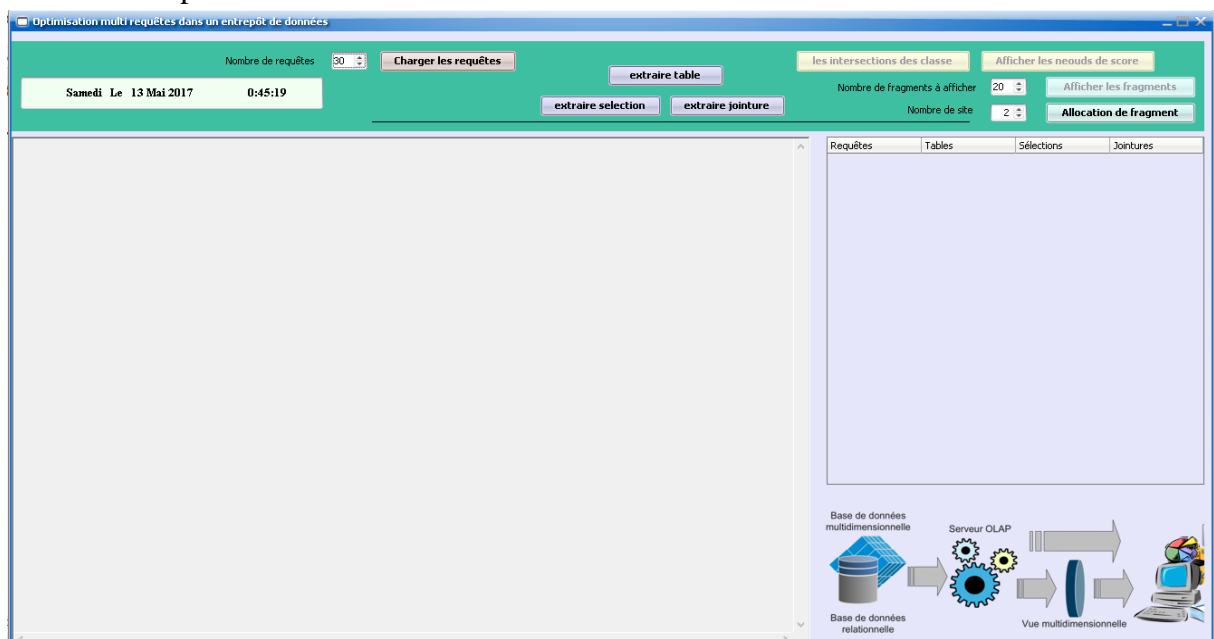 Optimisation multi requêtes dans un entrepôt de données
Nombre de requêtes 30 Charger les requêtes
Samedi Le 13 Mai 2017 0:45:19
extraire table
extraire selection extraire jointure
les intersections des classe Afficher les neouds de score
Nombre de fragments à afficher 20 Afficher les fragments
Nombre de site 2 Allocation de fragment
Requêtes Tables Sélections Jointures
Base de données
multidimensionnelle
Serveur OLAP
Base de données
relationnelle
Vue multidimensionnelle